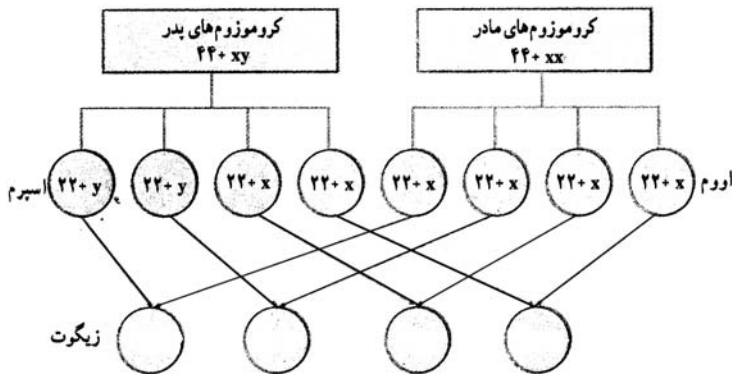 کروموزوم‌های پدر
۴۴+ xy
کروموزوم‌های مادر
۴۴+ xx
اسپرم
۲۲+ y
۲۲+ y
۲۲+ x
۲۲+ x
۲۲+ x
۲۲+ x
۲۲+ x
۲۲+ x
اووم
زیگوت